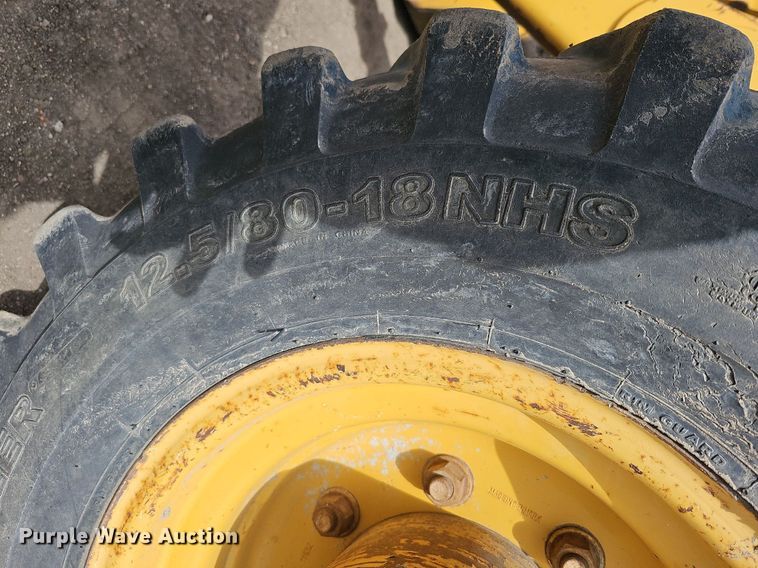 12.5/80-18NHS
MADE IN CHINA
RIM GUARD
Purple Wave Auction